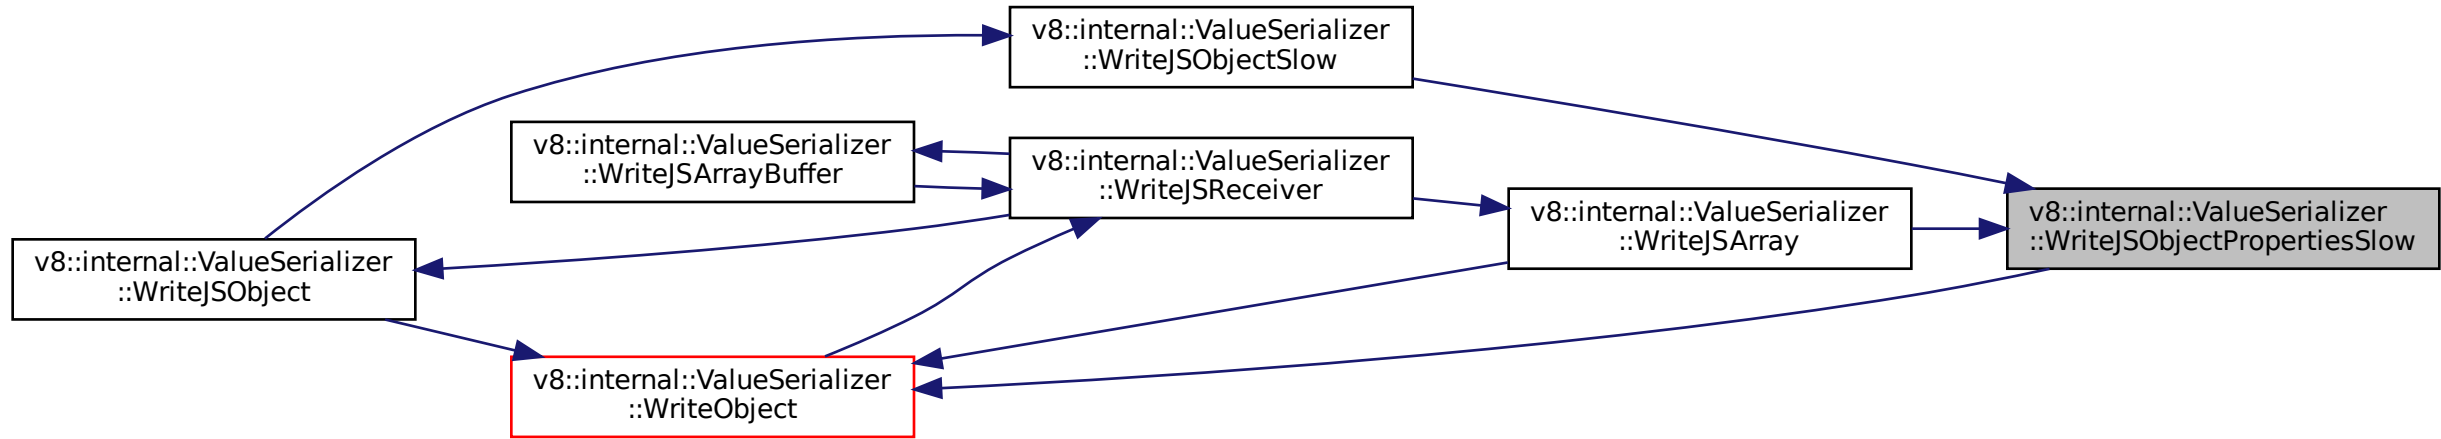 v8::internal::ValueSerializer
::WriteJSObjectSlow
v8::internal::ValueSerializer
::WriteJSArrayBuffer
v8::internal::ValueSerializer
::WriteJSReceiver
v8::internal::ValueSerializer
::WriteJSArray
v8::internal::ValueSerializer
::WriteJSObjectPropertiesSlow
v8::internal::ValueSerializer
::WriteJSObject
v8::internal::ValueSerializer
::WriteObject